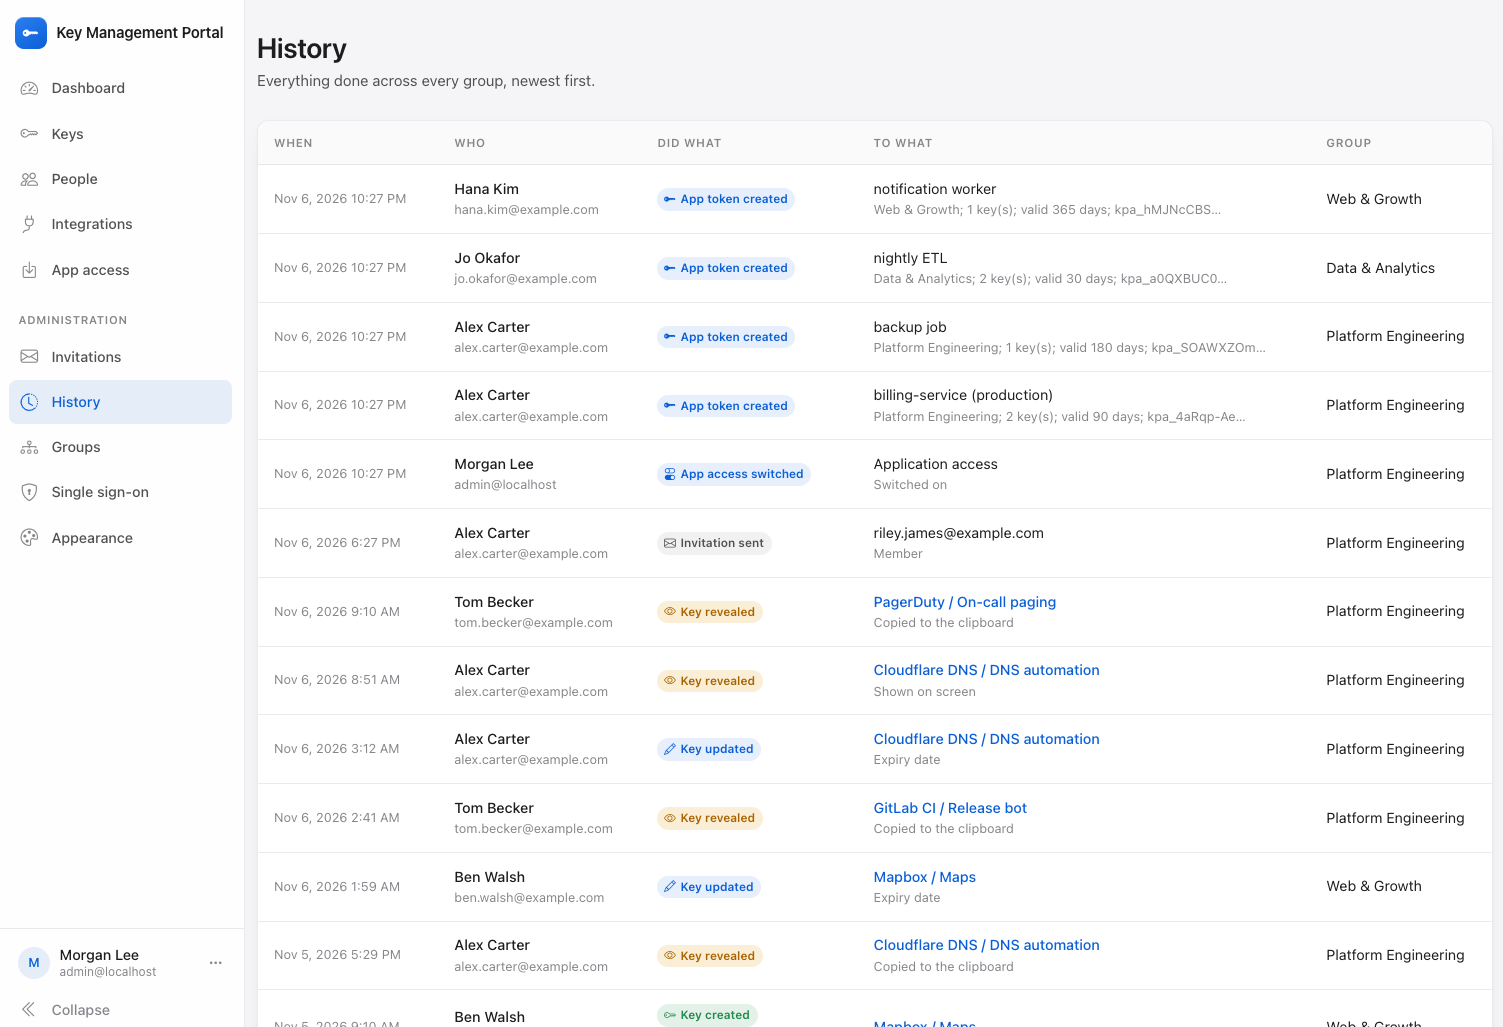 Key Management Portal
Dashboard
Keys
People
Integrations
App access
ADMINISTRATION
Invitations
History
Groups
Single sign-on
Appearance
M
Morgan Lee
admin@localhost
Collapse
History
Everything done across every group, newest first.
WHEN WHO DID WHAT TO WHAT GROUP
Nov 6, 2026 10:27 PM Hana Kim App token created notification worker Web & Growth
hana.kim@example.com Web & Growth; 1 key(s); valid 365 days; kpa_hMJNcCBS…
Nov 6, 2026 10:27 PM Jo Okafor App token created nightly ETL Data & Analytics
jo.okafor@example.com Data & Analytics; 2 key(s); valid 30 days; kpa_a0QXBUC0…
Nov 6, 2026 10:27 PM Alex Carter App token created backup job Platform Engineering
alex.carter@example.com Platform Engineering; 1 key(s); valid 180 days; kpa_SOAWXZOm…
Nov 6, 2026 10:27 PM Alex Carter App token created billing-service (production) Platform Engineering
alex.carter@example.com Platform Engineering; 2 key(s); valid 90 days; kpa_4aRqp-Ae…
Nov 6, 2026 10:27 PM Morgan Lee App access switched Application access Platform Engineering
admin@localhost Switched on
Nov 6, 2026 6:27 PM Alex Carter Invitation sent riley.james@example.com Platform Engineering
alex.carter@example.com Member
Nov 6, 2026 9:10 AM Tom Becker Key revealed PagerDuty / On-call paging Platform Engineering
tom.becker@example.com Copied to the clipboard
Nov 6, 2026 8:51 AM Alex Carter Key revealed Cloudflare DNS / DNS automation Platform Engineering
alex.carter@example.com Shown on screen
Nov 6, 2026 3:12 AM Alex Carter Key updated Cloudflare DNS / DNS automation Platform Engineering
alex.carter@example.com Expiry date
Nov 6, 2026 2:41 AM Tom Becker Key revealed GitLab CI / Release bot Platform Engineering
tom.becker@example.com Copied to the clipboard
Nov 6, 2026 1:59 AM Ben Walsh Key updated Mapbox / Maps Web & Growth
ben.walsh@example.com Expiry date
Nov 5, 2026 5:29 PM Alex Carter Key revealed Cloudflare DNS / DNS automation Platform Engineering
alex.carter@example.com Copied to the clipboard
Nov 5, 2026 9:10 AM Ben Walsh Key created Mapbox / Maps Web & Growth